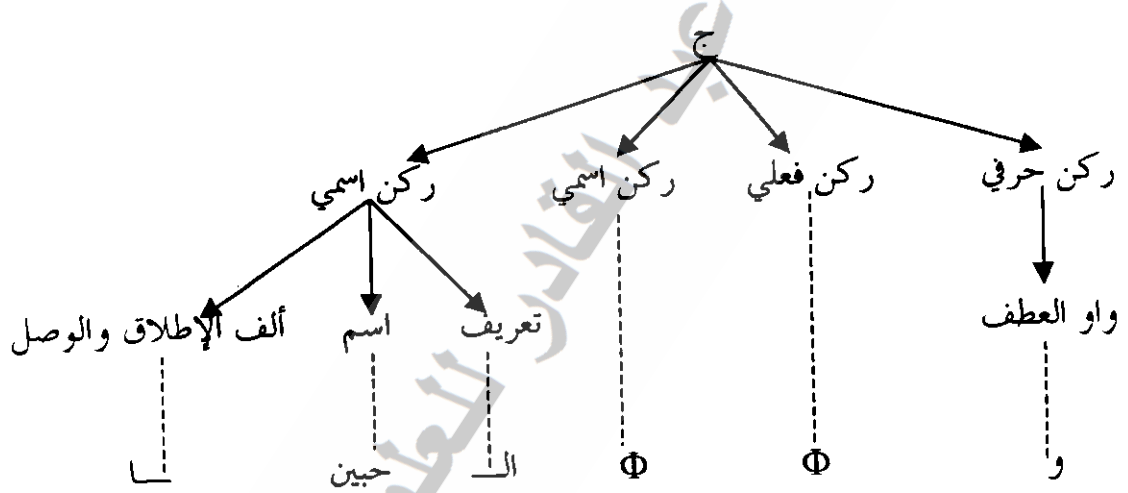 ج
ركن حرفي ركن فعلي ركن اسمي ركن اسمي
واو العطف تعريف اسم ألف الإطلاق والوصل
و Φ Φ الـ حبين ـا